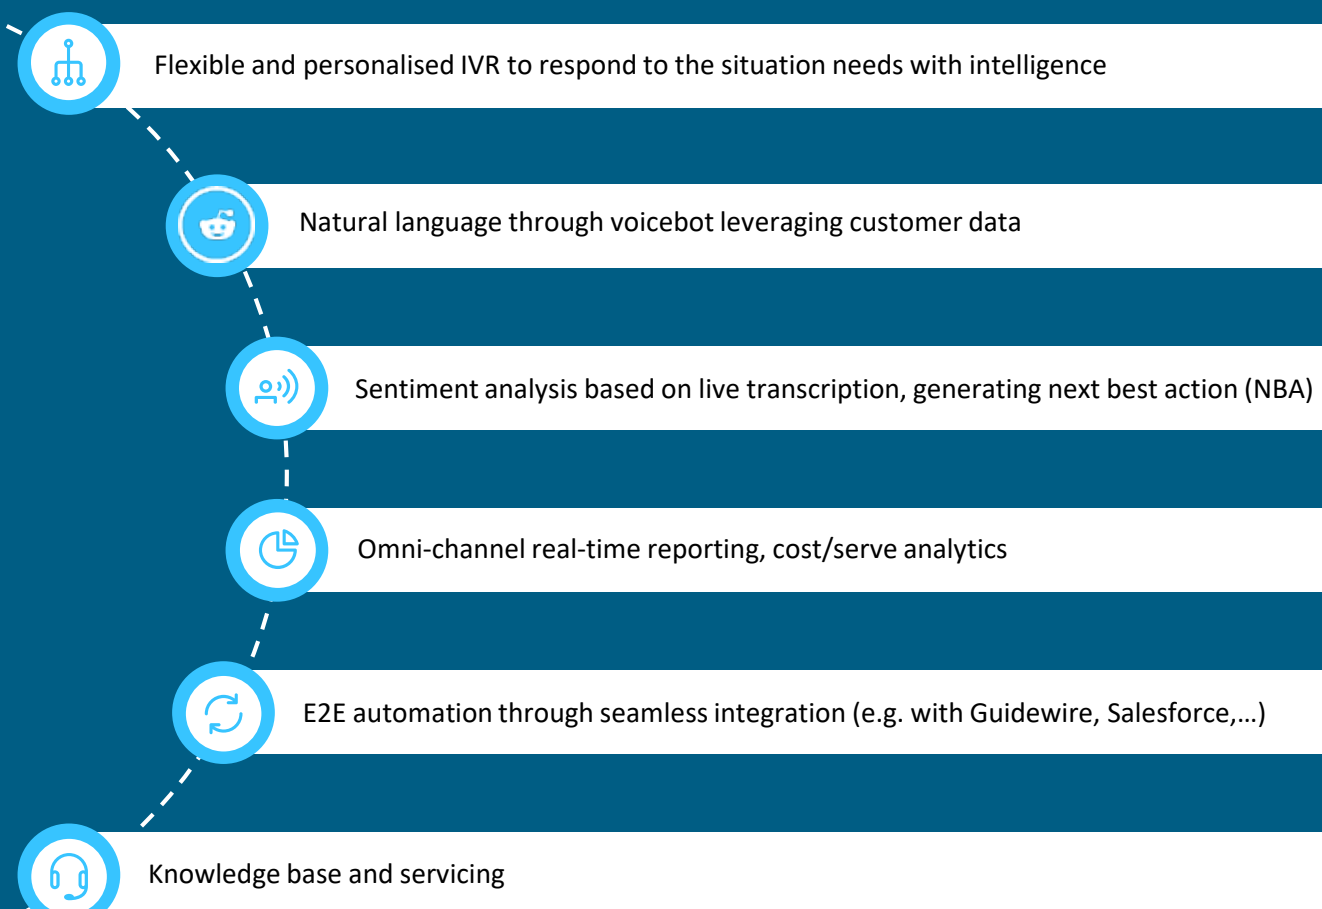 Flexible and personalised IVR to respond to the situation needs with intelligence
Natural language through voicebot leveraging customer data
Sentiment analysis based on live transcription, generating next best action (NBA)
Omni-channel real-time reporting, cost/serve analytics
E2E automation through seamless integration (e.g. with Guidewire, Salesforce,…)
Knowledge base and servicing